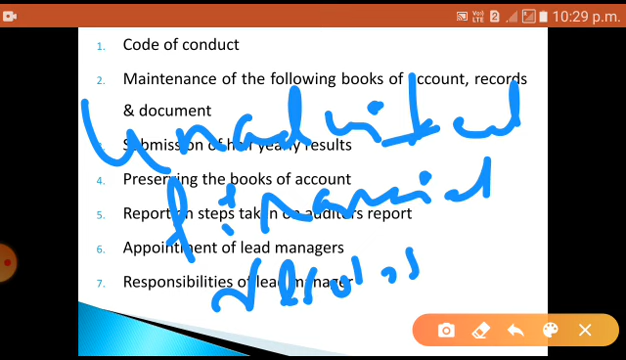 10:29 p.m.
1. Code of conduct
2. Maintenance of the following books of account, records
& document
3. Submission of half yearly results
4. Preserving the books of account
5. Report on steps taken on auditors report
6. Appointment of lead managers
7. Responsibilities of lead manager
Unaudited
financial
results